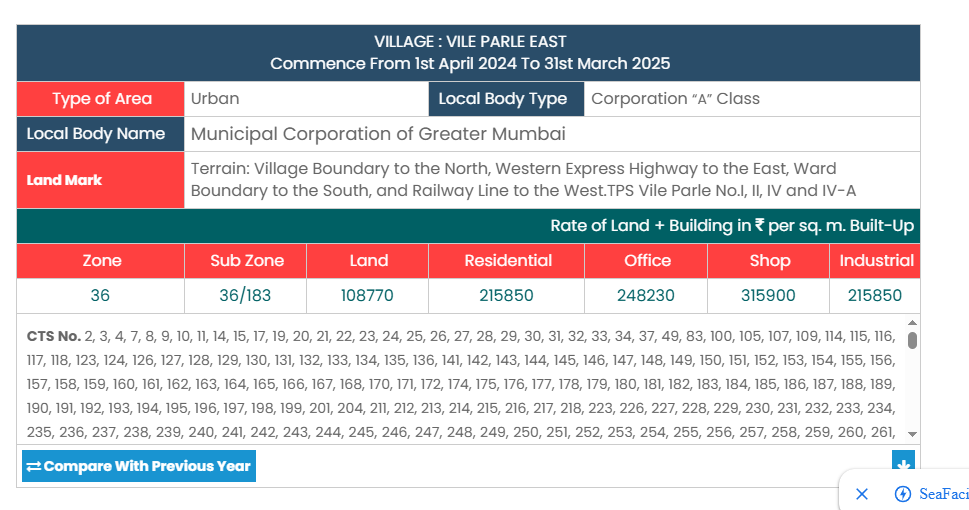 VILLAGE : VILE PARLE EAST
Commence From 1st April 2024 To 31st March 2025
Type of Area Urban Local Body Type Corporation “A” Class
Local Body Name Municipal Corporation of Greater Mumbai
Land Mark Terrain: Village Boundary to the North, Western Express Highway to the East, Ward
Boundary to the South, and Railway Line to the West.TPS Vile Parle No.I, II, IV and IV-A
Rate of Land + Building in ₹ per sq. m. Built-Up
Zone Sub Zone Land Residential Office Shop Industrial
36 36/183 108770 215850 248230 315900 215850
CTS No. 2, 3, 4, 7, 8, 9, 10, 11, 14, 15, 17, 19, 20, 21, 22, 23, 24, 25, 26, 27, 28, 29, 30, 31, 32, 33, 34, 37, 49, 83, 100, 105, 107, 109, 114, 115, 116,
117, 118, 123, 124, 126, 127, 128, 129, 130, 131, 132, 133, 134, 135, 136, 141, 142, 143, 144, 145, 146, 147, 148, 149, 150, 151, 152, 153, 154, 155, 156,
157, 158, 159, 160, 161, 162, 163, 164, 165, 166, 167, 168, 170, 171, 172, 174, 175, 176, 177, 178, 179, 180, 181, 182, 183, 184, 185, 186, 187, 188, 189,
190, 191, 192, 193, 194, 195, 196, 197, 198, 199, 201, 204, 211, 212, 213, 214, 215, 216, 217, 218, 223, 226, 227, 228, 229, 230, 231, 232, 233, 234,
235, 236, 237, 238, 239, 240, 241, 242, 243, 244, 245, 246, 247, 248, 249, 250, 251, 252, 253, 254, 255, 256, 257, 258, 259, 260, 261,
Compare With Previous Year
SeaFaci